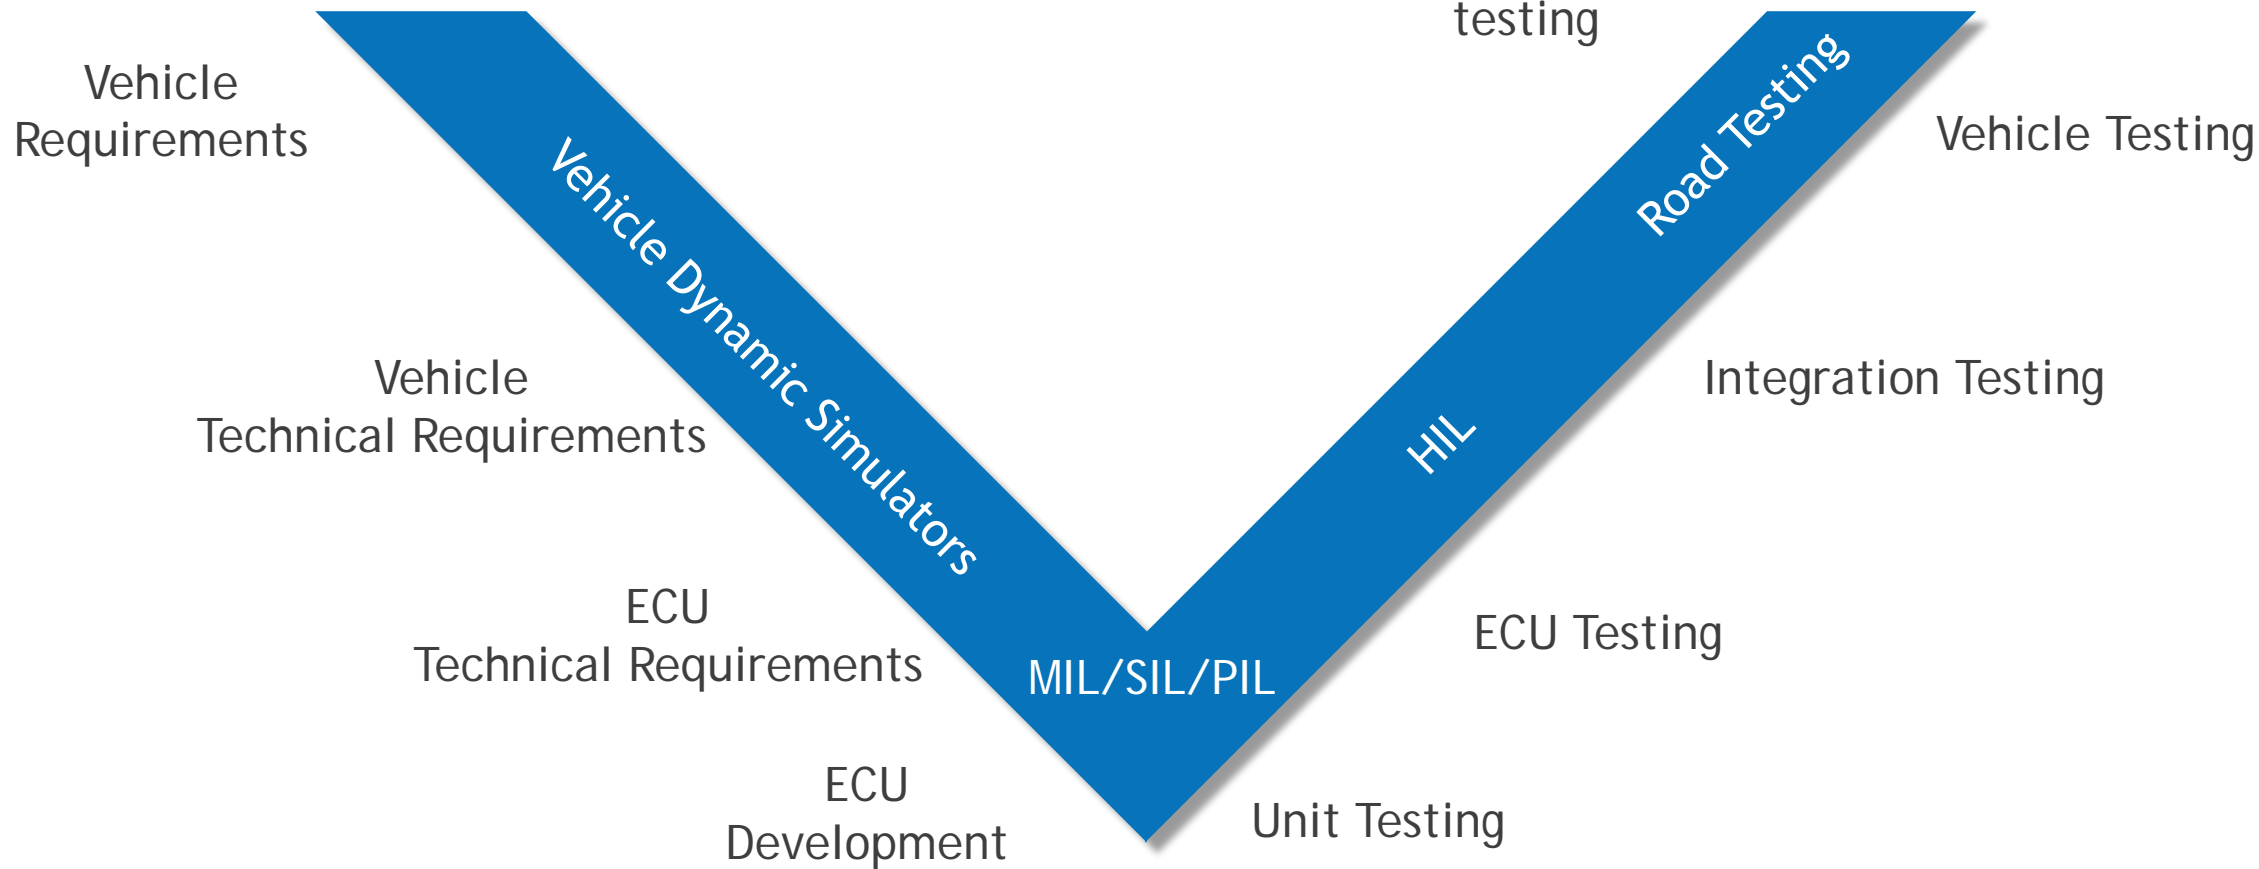 testing
Vehicle
Requirements
Vehicle Dynamic Simulators
Road Testing
Vehicle Testing
Vehicle
Technical Requirements
HIL
Integration Testing
ECU
Technical Requirements
MIL/SIL/PIL
ECU Testing
ECU
Development
Unit Testing